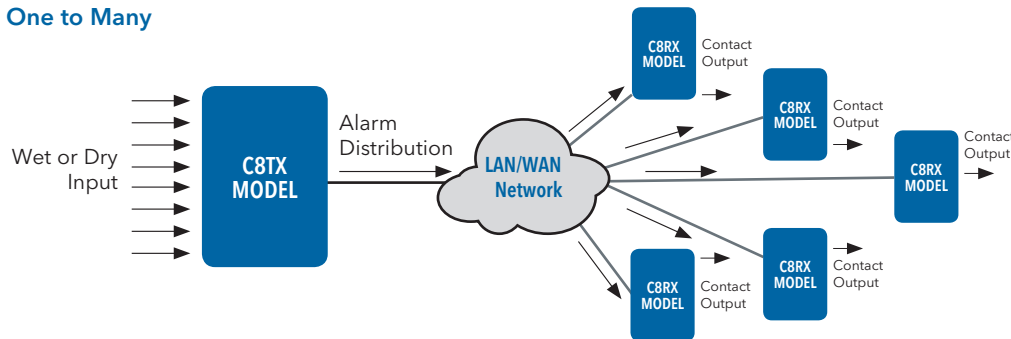 One to Many
Wet or Dry
Input
C8TX
MODEL
Alarm
Distribution
LAN/WAN
Network
C8RX
MODEL
Contact
Output
C8RX
MODEL
Contact
Output
C8RX
MODEL
Contact
Output
C8RX
MODEL
Contact
Output
C8RX
MODEL
Contact
Output